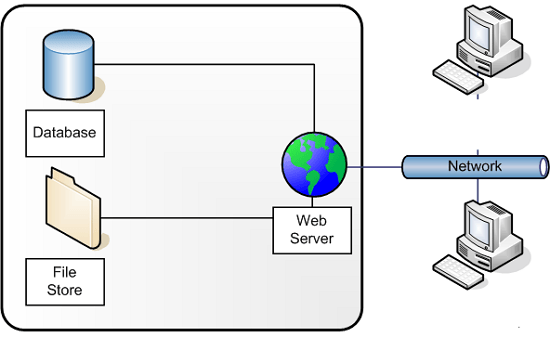 Database
Network
Web
Server
File
Store